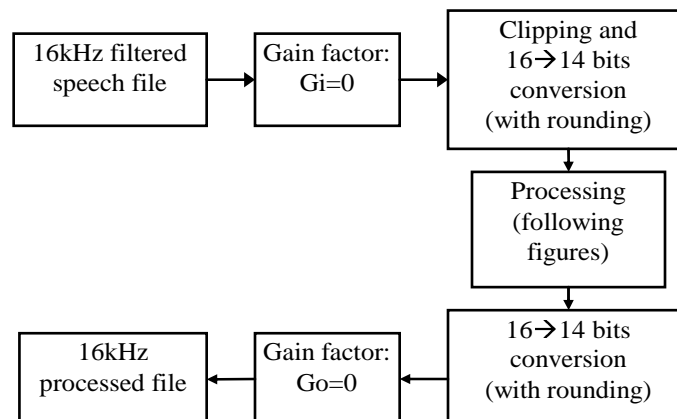 16kHz filtered
speech file
Gain factor:
Gi=0
Clipping and
16→14 bits
conversion
(with rounding)
Processing
(following
figures)
16→14 bits
conversion
(with rounding)
Gain factor:
Go=0
16kHz
processed file